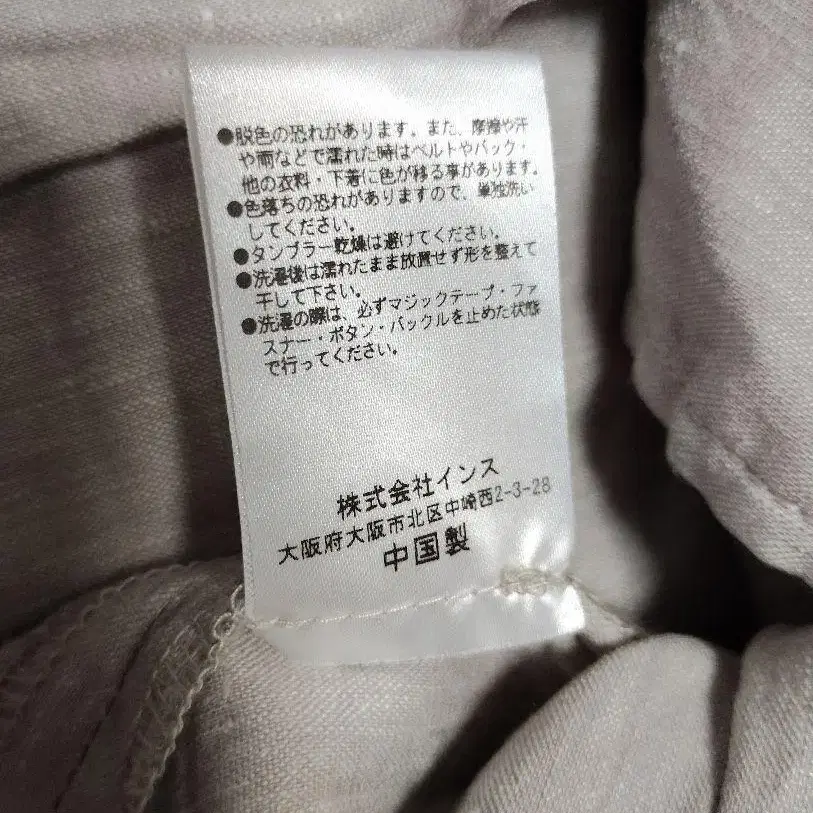 ●脱色の恐れがあります。また、摩擦や汗
や雨などで濡れた時はベルトやバック・
他の衣料・下着に色が移る事があります。
●色落ちの恐れがありますので、単独洗い
してください。
●タンブラー乾燥は避けてください。
●洗濯後は濡れたまま放置せず形を整えて
干して下さい。
●洗濯の際は、必ずマジックテープ・ファ
スナー・ボタン・バックルを止めた状態
で行ってください。
株式会社インス
大阪府大阪市北区中崎西2-3-28
中国製